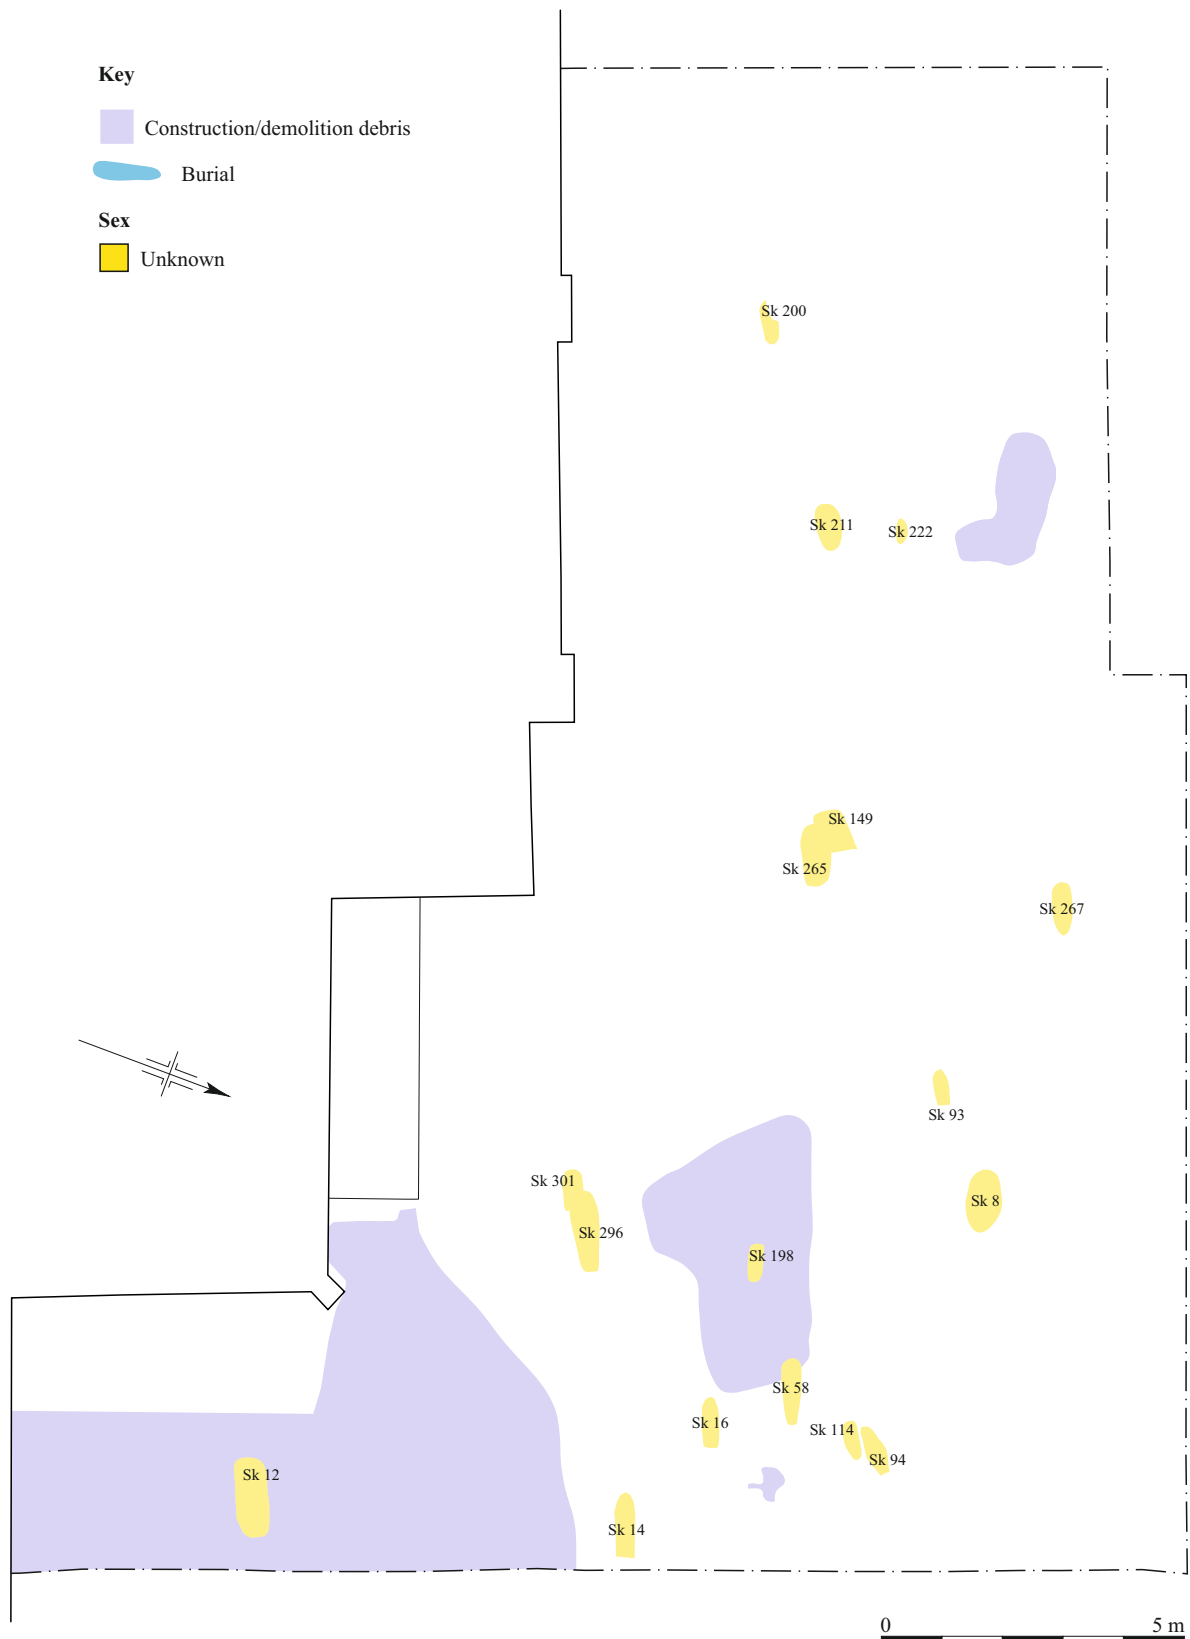 Key
Construction/demolition debris
Burial
Sex
Unknown
Sk 200
Sk 211
Sk 222
Sk 149
Sk 265
Sk 267
Sk 93
Sk 301
Sk 8
Sk 296
Sk 198
Sk 58
Sk 16
Sk 114
Sk 94
Sk 12
Sk 14
0 5 m